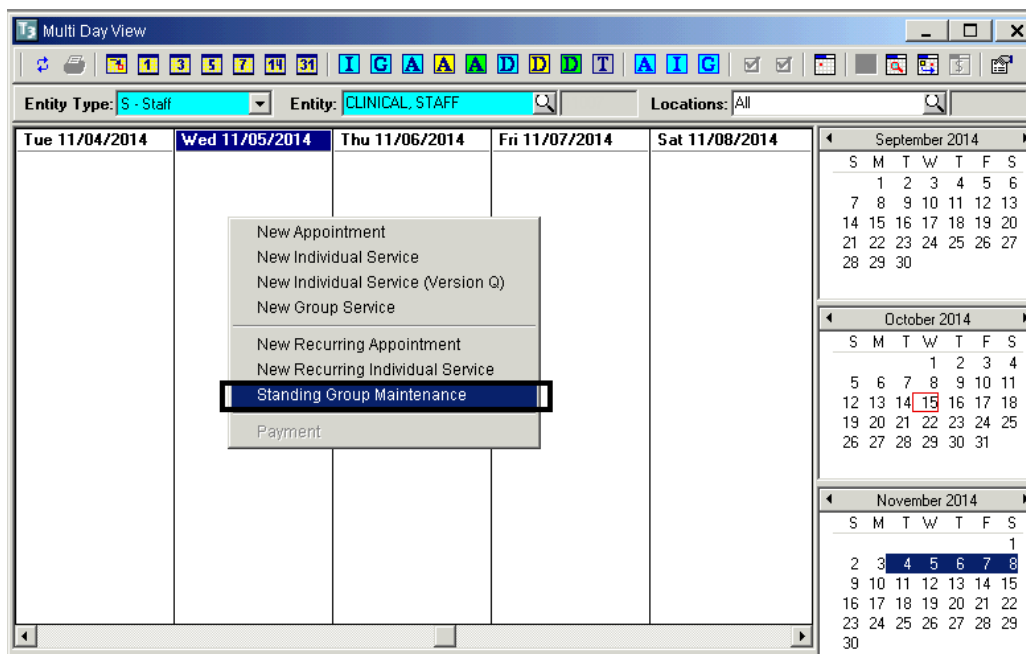 T3 Multi Day View
1 3 5 7 14 31 I G A A A D D D T A I G $
Entity Type: S - Staff Entity: CLINICAL, STAFF Locations: All
Tue 11/04/2014 Wed 11/05/2014 Thu 11/06/2014 Fri 11/07/2014 Sat 11/08/2014
New Appointment
New Individual Service
New Individual Service (Version Q)
New Group Service
New Recurring Appointment
New Recurring Individual Service
Standing Group Maintenance
Payment
September 2014
S M T W T F S
1 2 3 4 5 6
7 8 9 10 11 12 13
14 15 16 17 18 19 20
21 22 23 24 25 26 27
28 29 30
October 2014
S M T W T F S
1 2 3 4
5 6 7 8 9 10 11
12 13 14 15 16 17 18
19 20 21 22 23 24 25
26 27 28 29 30 31
November 2014
S M T W T F S
1
2 3 4 5 6 7 8
9 10 11 12 13 14 15
16 17 18 19 20 21 22
23 24 25 26 27 28 29
30